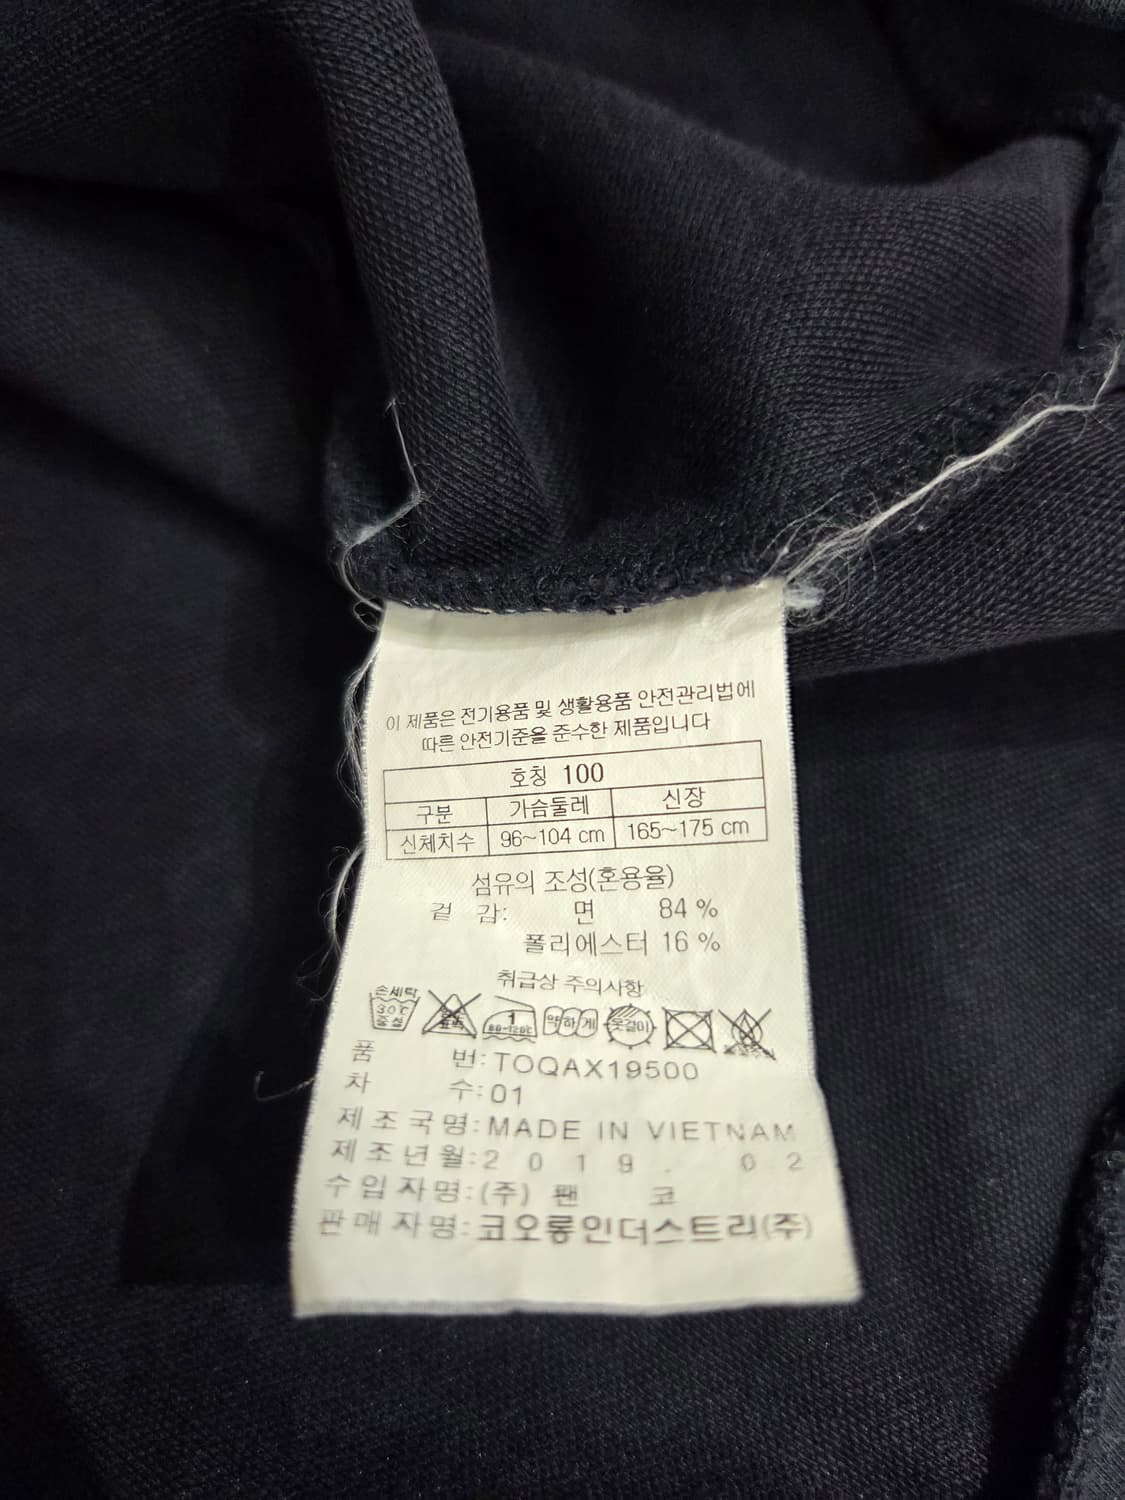 이 제품은 전기용품 및 생활용품 안전관리법에
따른 안전기준을 준수한 제품입니다
호칭 100
구분 가슴둘레 신장
신체치수 96~104 cm 165~175 cm
섬유의 조성(혼용율)
겉 감: 면 84 %
폴리에스터 16 %
취급상 주의사항
손세탁
30℃ 중성 1 80~120℃ 약하게 옷걸이
품 번:TOQAX19500
차 수:01
제조국명:MADE IN VIETNAM
제조년월:2019. 02
수입자명:(주) 팬 코
판매자명:코오롱인더스트리(주)